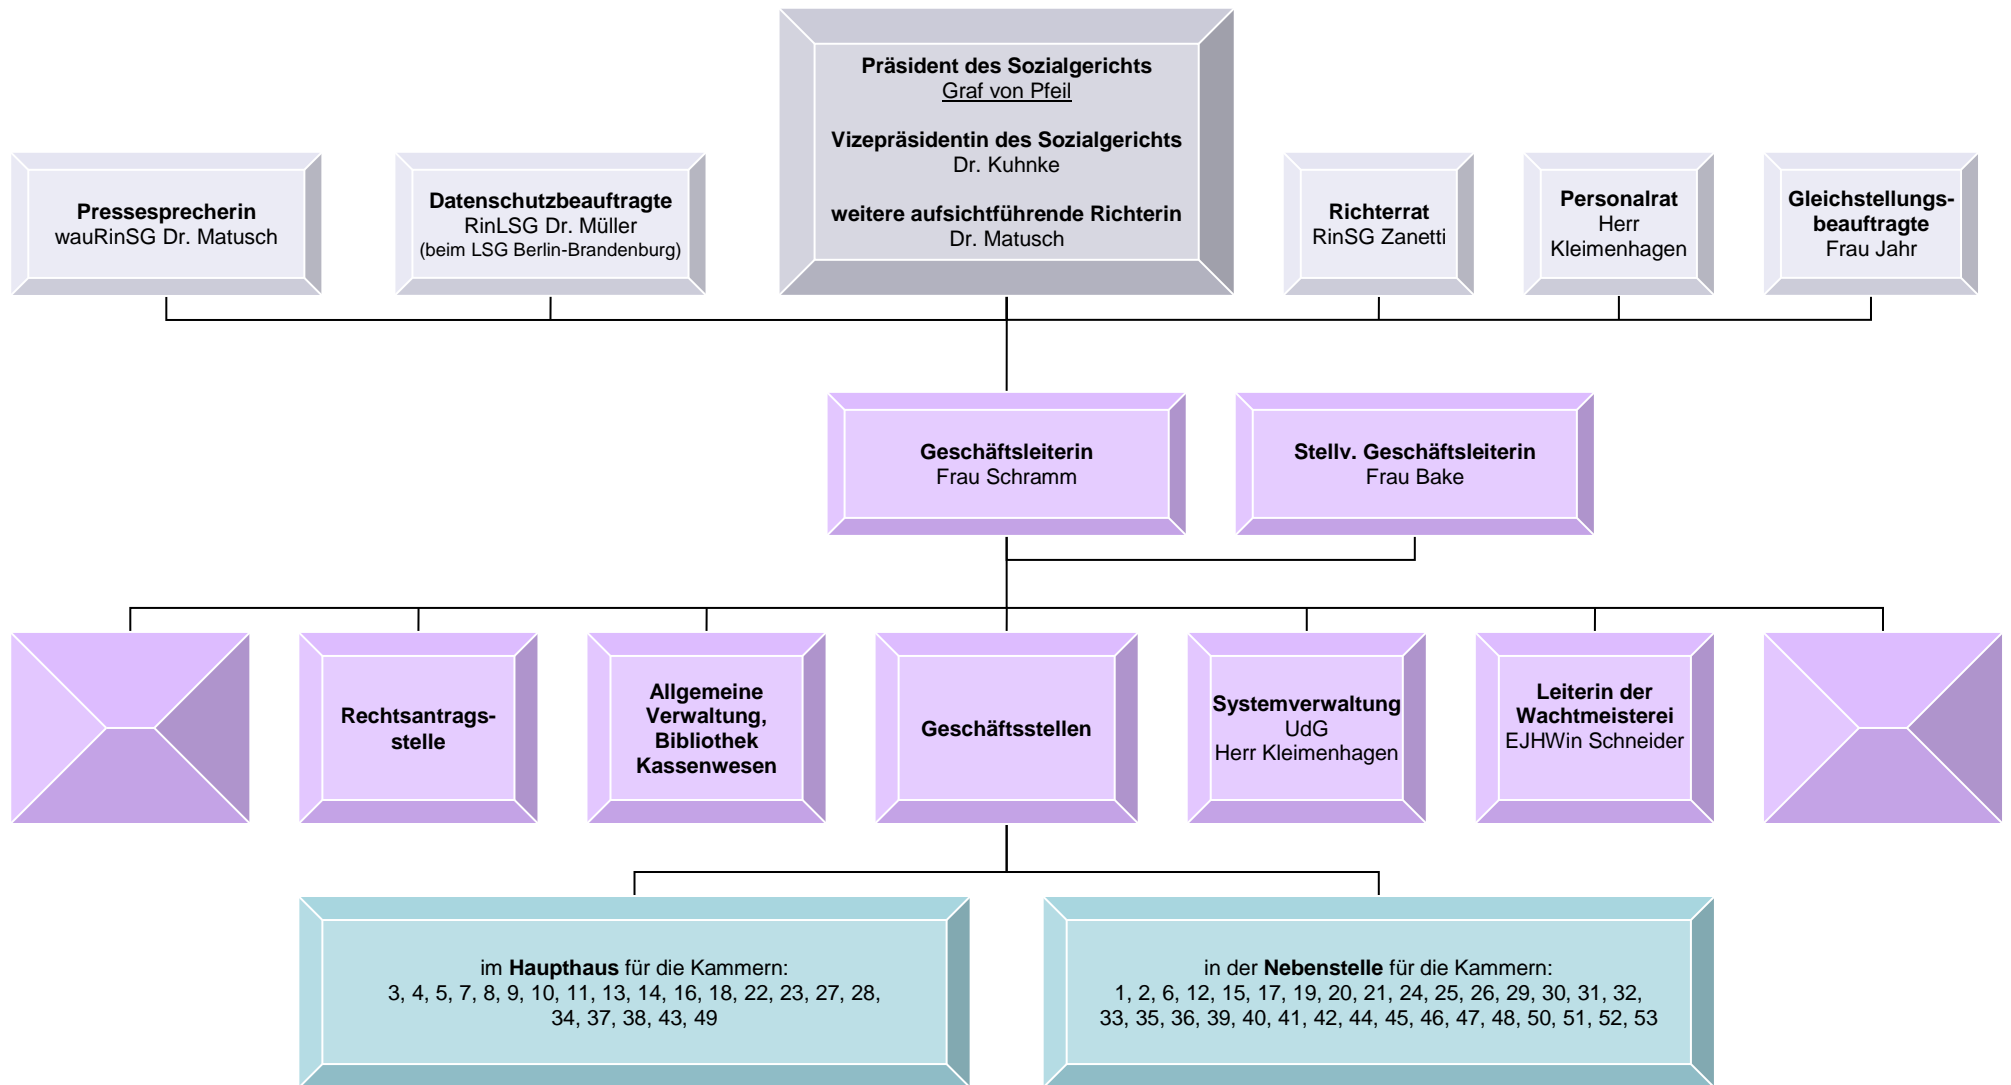 Präsident des Sozialgerichts
Graf von Pfeil
Vizepräsidentin des Sozialgerichts
Dr. Kuhnke
weitere aufsichtführende Richterin
Dr. Matusch
Pressesprecherin
wauRinSG Dr. Matusch
Datenschutzbeauftragte
RinLSG Dr. Müller
(beim LSG Berlin-Brandenburg)
Richterrat
RinSG Zanetti
Personalrat
Herr
Kleimenhagen
Gleichstellungs-
beauftragte
Frau Jahr
Geschäftsleiterin
Frau Schramm
Stellv. Geschäftsleiterin
Frau Bake
Rechtsantrags-
stelle
Allgemeine
Verwaltung,
Bibliothek
Kassenwesen
Geschäftsstellen
Systemverwaltung
UdG
Herr Kleimenhagen
Leiterin der
Wachtmeisterei
EJHWin Schneider
im Haupthaus für die Kammern:
3, 4, 5, 7, 8, 9, 10, 11, 13, 14, 16, 18, 22, 23, 27, 28,
34, 37, 38, 43, 49
in der Nebenstelle für die Kammern:
1, 2, 6, 12, 15, 17, 19, 20, 21, 24, 25, 26, 29, 30, 31, 32,
33, 35, 36, 39, 40, 41, 42, 44, 45, 46, 47, 48, 50, 51, 52, 53